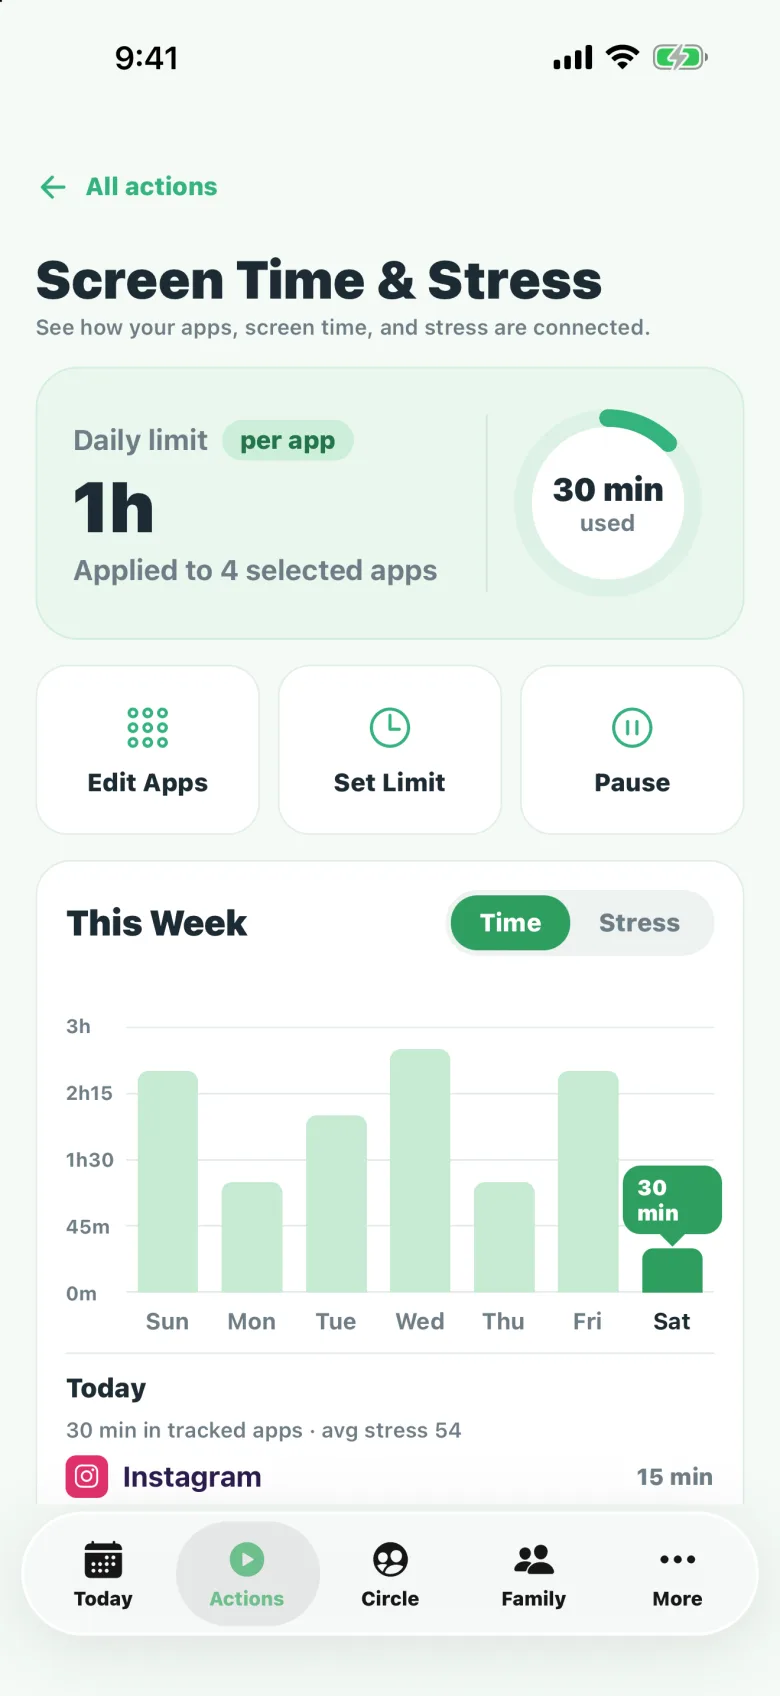 9:41
All actions
Screen Time & Stress
See how your apps, screen time, and stress are connected.
Daily limit per app
1h
Applied to 4 selected apps
30 min
used
Edit Apps
Set Limit
Pause
This Week
Time
Stress
3h
2h15
1h30
45m
0m
30
min
Sun Mon Tue Wed Thu Fri Sat
Today
30 min in tracked apps · avg stress 54
Instagram 15 min
Today
Actions
Circle
Family
More